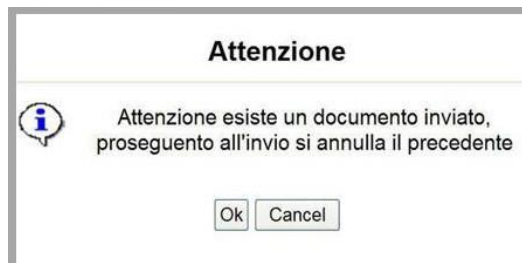 Attenzione
Attenzione esiste un documento inviato,
proseguento all'invio si annulla il precedente
Ok Cancel